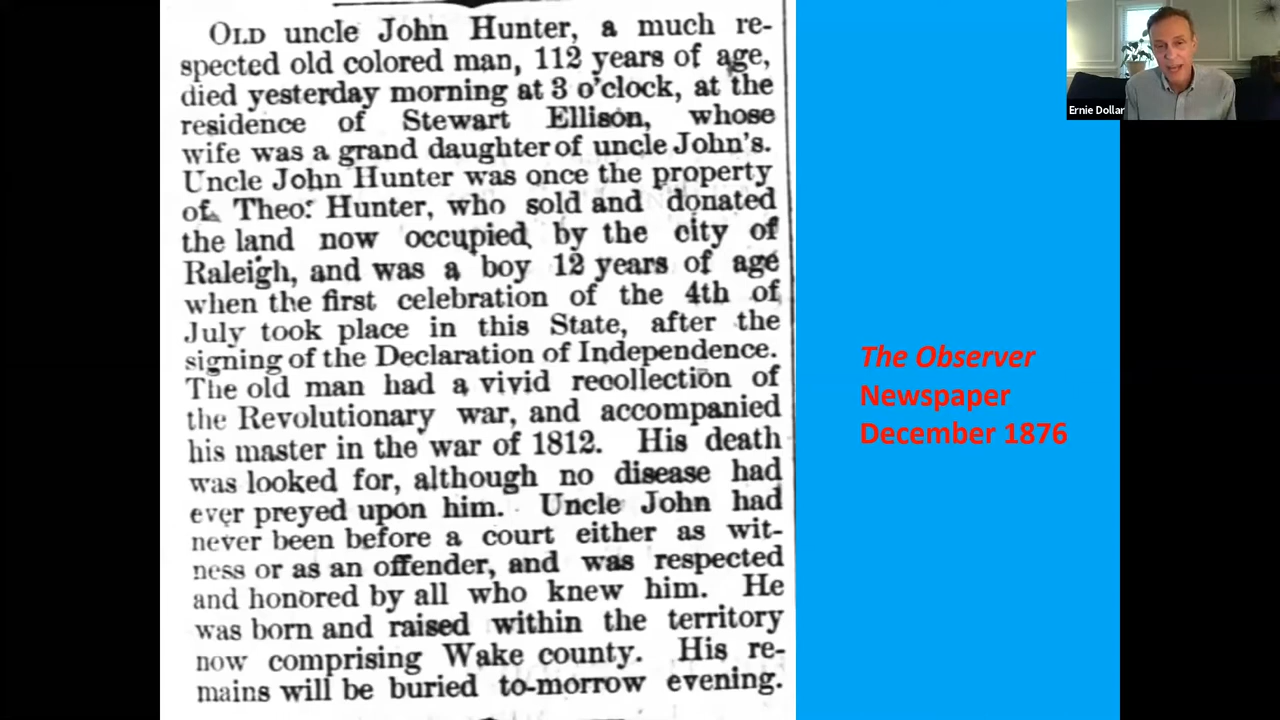 OLD uncle John Hunter, a much re-
spected old colored man, 112 years of age,
died yesterday morning at 3 o'clock, at the
residence of Stewart Ellison, whose
wife was a grand daughter of uncle John's.
Uncle John Hunter was once the property
of Theo: Hunter, who sold and donated
the land now occupied by the city of
Raleigh, and was a boy 12 years of age
when the first celebration of the 4th of
July took place in this State, after the
signing of the Declaration of Independence.
The old man had a vivid recollection of
the Revolutionary war, and accompanied
his master in the war of 1812. His death
was looked for, although no disease had
ever preyed upon him. Uncle John had
never been before a court either as wit-
ness or as an offender, and was respected
and honored by all who knew him. He
was born and raised within the territory
now comprising Wake county. His re-
mains will be buried to-morrow evening.
The Observer
Newspaper
December 1876
Ernie Dollar